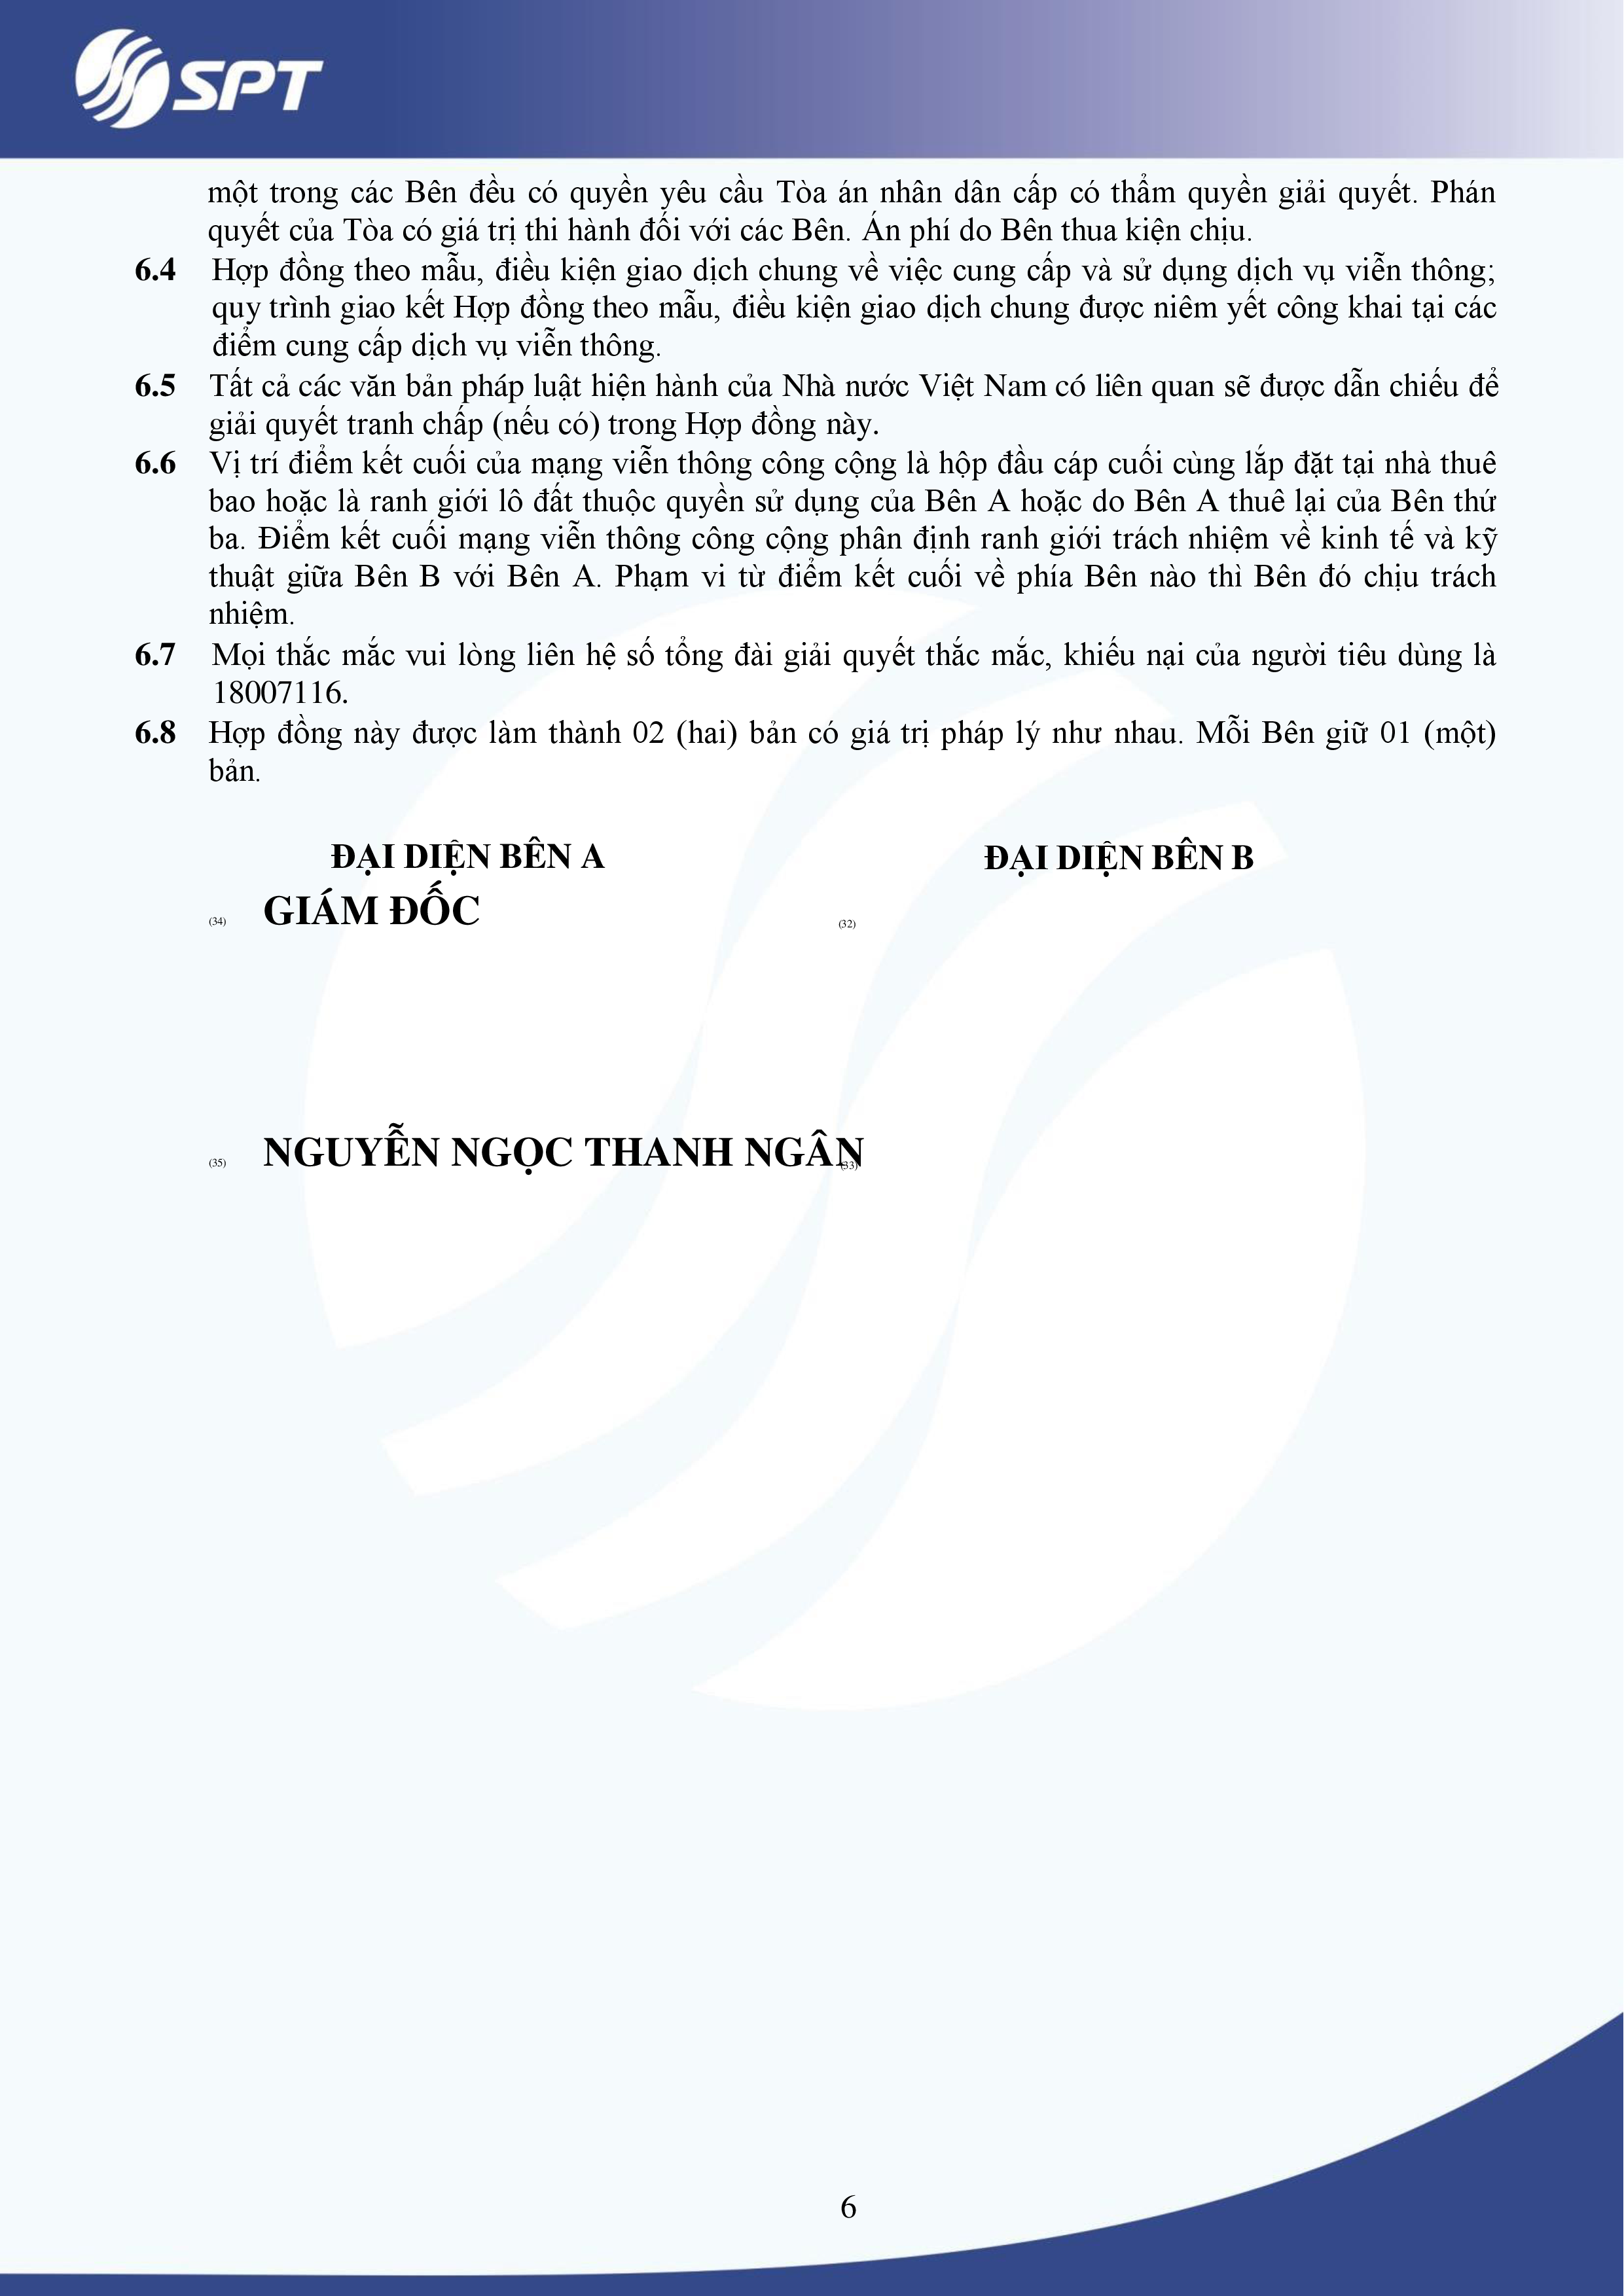 SPT
một trong các Bên đều có quyền yêu cầu Tòa án nhân dân cấp có thẩm quyền giải quyết. Phán
quyết của Tòa có giá trị thi hành đối với các Bên. Án phí do Bên thua kiện chịu.
6.4 Hợp đồng theo mẫu, điều kiện giao dịch chung về việc cung cấp và sử dụng dịch vụ viễn thông;
quy trình giao kết Hợp đồng theo mẫu, điều kiện giao dịch chung được niêm yết công khai tại các
điểm cung cấp dịch vụ viễn thông.
6.5 Tất cả các văn bản pháp luật hiện hành của Nhà nước Việt Nam có liên quan sẽ được dẫn chiếu để
giải quyết tranh chấp (nếu có) trong Hợp đồng này.
6.6 Vị trí điểm kết cuối của mạng viễn thông công cộng là hộp đầu cáp cuối cùng lắp đặt tại nhà thuê
bao hoặc là ranh giới lô đất thuộc quyền sử dụng của Bên A hoặc do Bên A thuê lại của Bên thứ
ba. Điểm kết cuối mạng viễn thông công cộng phân định ranh giới trách nhiệm về kinh tế và kỹ
thuật giữa Bên B với Bên A. Phạm vi từ điểm kết cuối về phía Bên nào thì Bên đó chịu trách
nhiệm.
6.7 Mọi thắc mắc vui lòng liên hệ số tổng đài giải quyết thắc mắc, khiếu nại của người tiêu dùng là
18007116.
6.8 Hợp đồng này được làm thành 02 (hai) bản có giá trị pháp lý như nhau. Mỗi Bên giữ 01 (một)
bản.
ĐẠI DIỆN BÊN A ĐẠI DIỆN BÊN B
(34) GIÁM ĐỐC (32)
(35) NGUYỄN NGỌC THANH NGÂN (33)
6